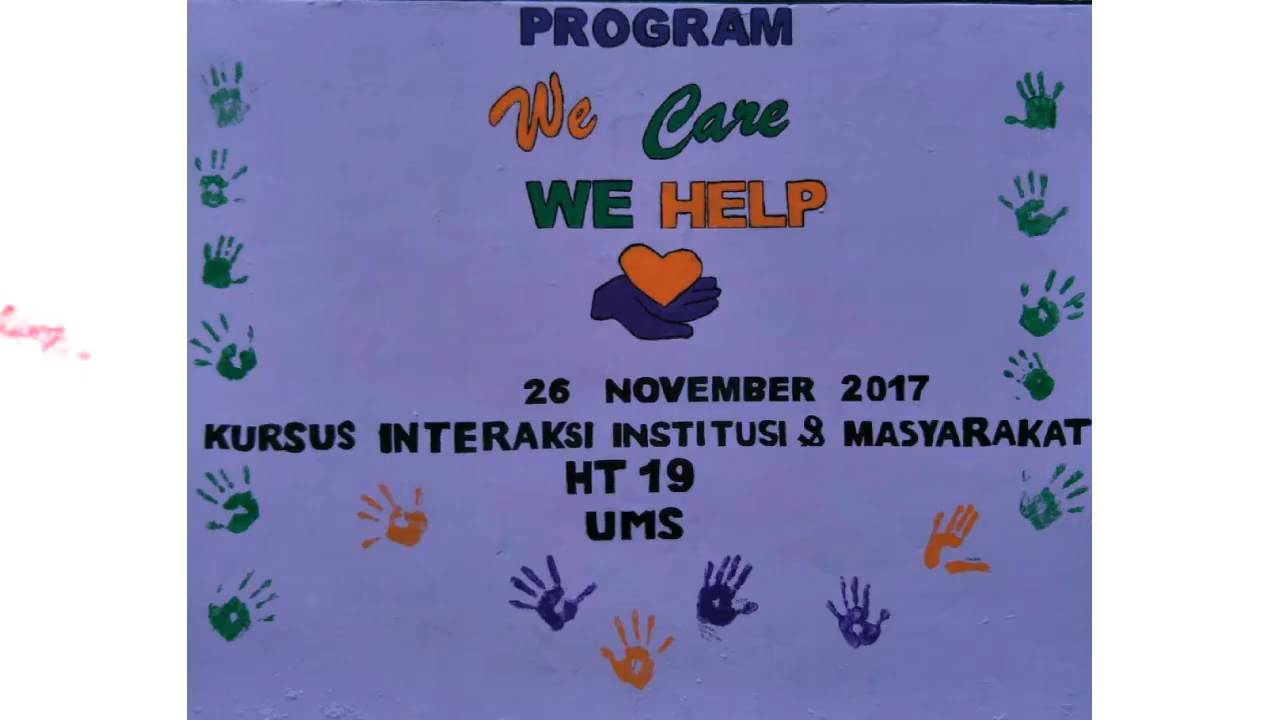 PROGRAM
We Care
WE HELP
26 NOVEMBER 2017
KURSUS INTERAKSI INSTITUSI & MASYARAKAT
HT 19
UMS